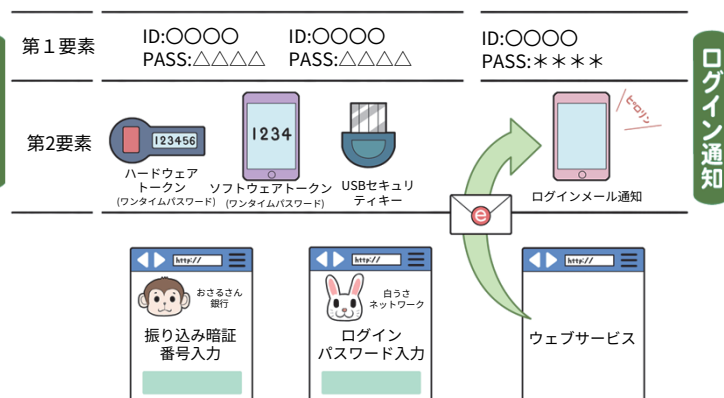 第１要素
ID:〇〇〇〇
PASS:△△△△
ID:〇〇〇〇
PASS:△△△△
ID:〇〇〇〇
PASS:＊＊＊＊
第2要素
123456
ハードウェア
トークン
(ワンタイムパスワード)
1234
ソフトウェアトークン
(ワンタイムパスワード)
USBセキュリ
ティキー
ピロリン
ログインメール通知
ログイン通知
e
http://
おさるさん
銀行
振り込み暗証
番号入力
http://
白うさ
ネットワーク
ログイン
パスワード入力
http://
ウェブサービス